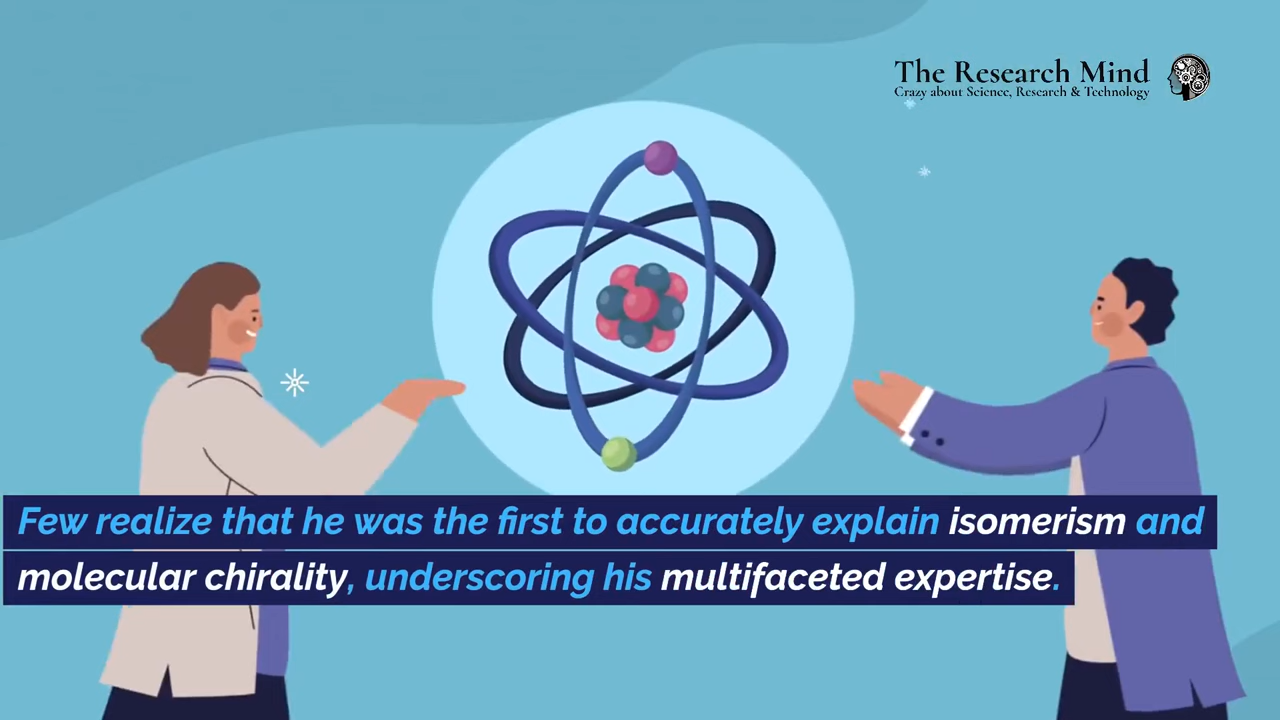 The Research Mind
Crazy about Science, Research & Technology
Few realize that he was the first to accurately explain isomerism and
molecular chirality, underscoring his multifaceted expertise.